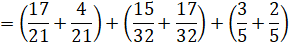 = (17/21 + 4/21) + (15/32 + 17/32) + (3/5 + 2/5)